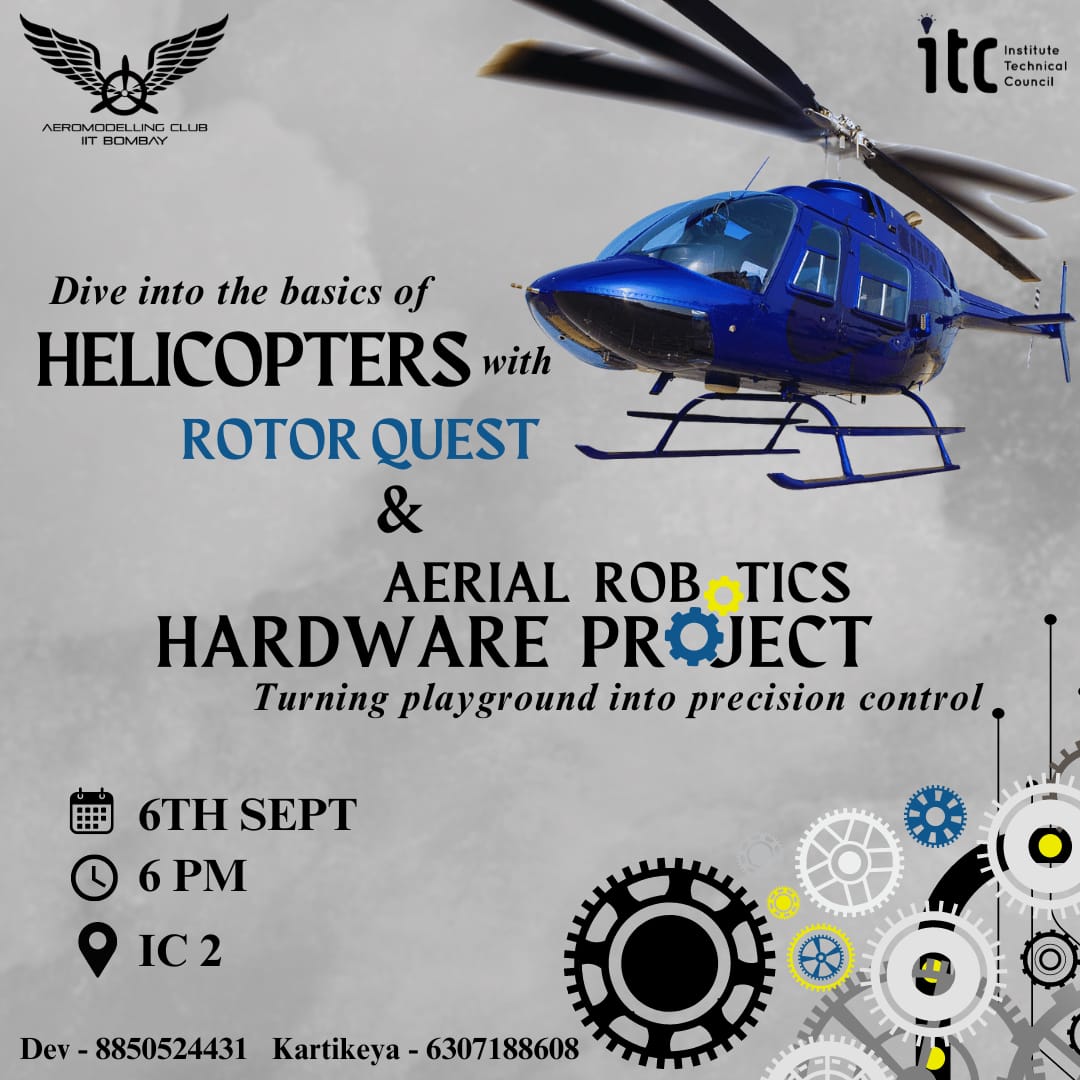 AEROMODELLING CLUB
IIT BOMBAY
itc Institute
Technical
Council
Dive into the basics of
HELICOPTERS with
ROTOR QUEST
&
AERIAL ROBOTICS
HARDWARE PROJECT
Turning playground into precision control
6TH SEPT
6 PM
IC 2
Dev - 8850524431 Kartikeya - 6307188608